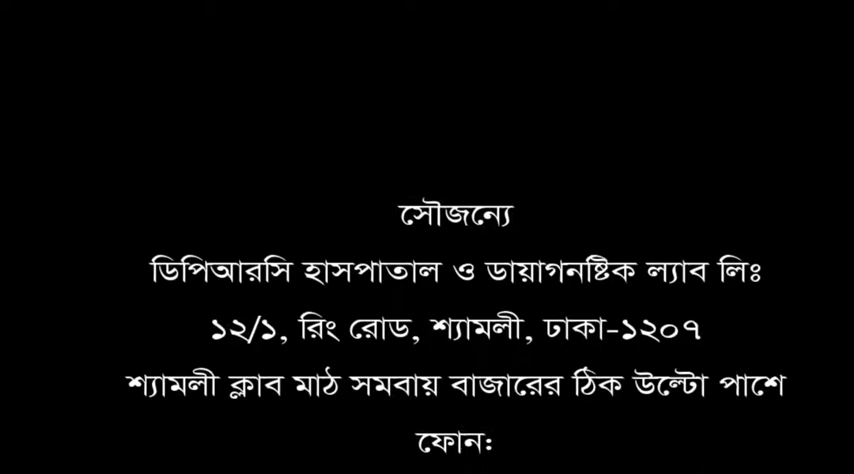 সৌজন্যে
ডিপিআরসি হাসপাতাল ও ডায়াগনষ্টিক ল্যাব লিঃ
১২/১, রিং রোড, শ্যামলী, ঢাকা-১২০৭
শ্যামলী ক্লাব মাঠ সমবায় বাজারের ঠিক উল্টো পাশে
ফোন: